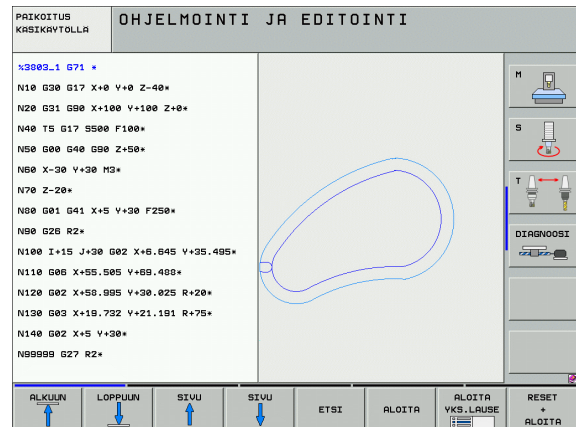 PAIKOITUS
KASIKAYTOLLA
OHJELMOINTI JA EDITOINTI
%3803_1 G71 *
N10 G30 G17 X+0 Y+0 Z-40*
N20 G31 G90 X+100 Y+100 Z+0*
N40 T5 G17 S500 F100*
N50 G00 G40 G90 Z+50*
N60 X-30 Y+30 M3*
N70 Z-20*
N80 G01 G41 X+5 Y+30 F250*
N90 G26 R2*
N100 I+15 J+30 G02 X+6.645 Y+35.495*
N110 G06 X+55.505 Y+69.488*
N120 G02 X+58.995 Y+30.025 R+20*
N130 G03 X+19.732 Y+21.191 R+75*
N140 G02 X+5 Y+30*
N99999 G27 R2*
M
S
T
DIAGNOOSI
ALKUUN
LOPPUUN
SIVU
SIVU
ETSI
ALOITA
ALOITA
YKS.LAUSE
RESET
+
ALOITA